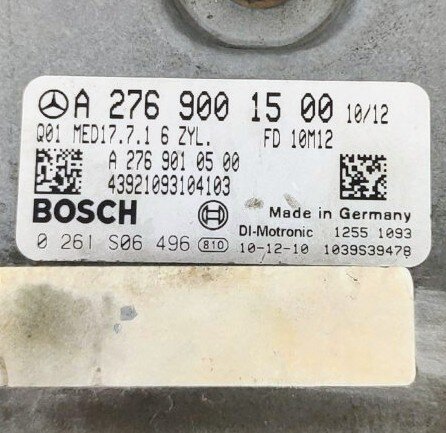 A 276 900 15 00 10/12
Q01 MED17.7.1 6 ZYL. FD 10M12
A 276 901 05 00
43921093104103
BOSCH Made in Germany
DI-Motronic 1255 1093
0 261 S06 496 810 10-12-10 1039S39478